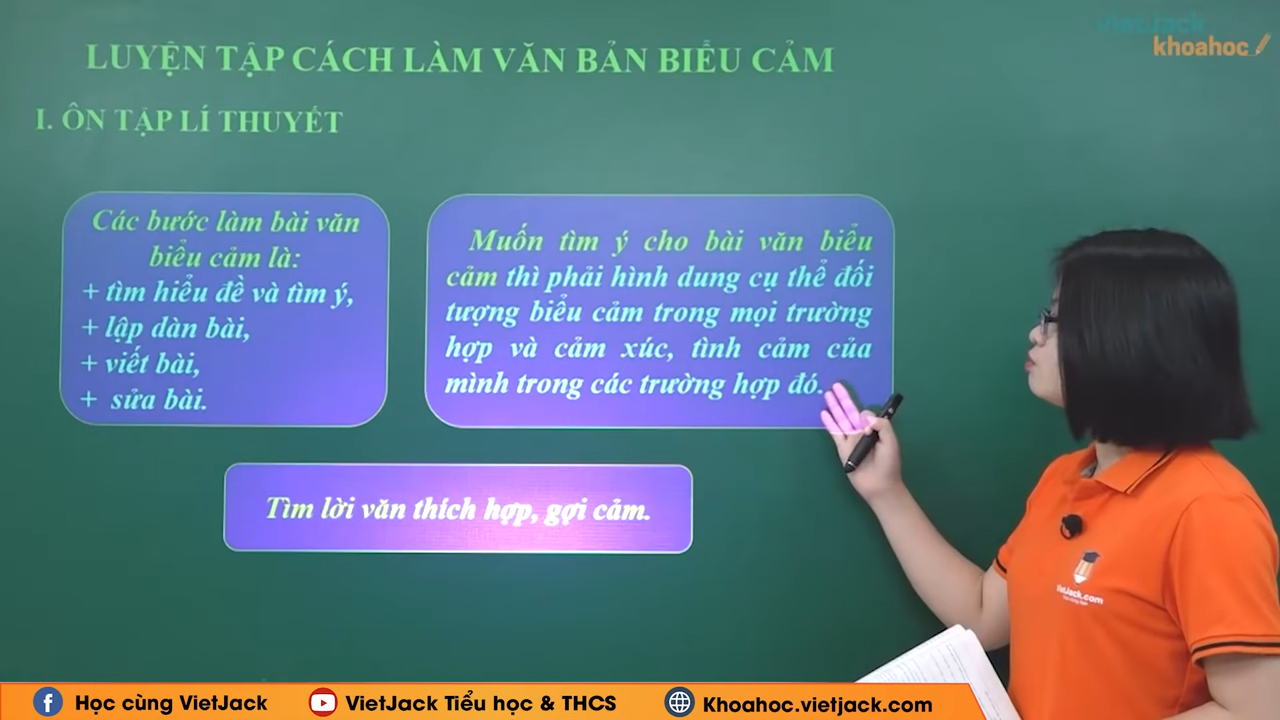 vietJack
khoahoc
LUYỆN TẬP CÁCH LÀM VĂN BẢN BIỂU CẢM
I. ÔN TẬP LÍ THUYẾT
Các bước làm bài văn
biểu cảm là:
+ tìm hiểu đề và tìm ý,
+ lập dàn bài,
+ viết bài,
+ sửa bài.
Muốn tìm ý cho bài văn biểu
cảm thì phải hình dung cụ thể đối
tượng biểu cảm trong mọi trường
hợp và cảm xúc, tình cảm của
mình trong các trường hợp đó.
Tìm lời văn thích hợp, gợi cảm.
VietJack.com
Học cùng VietJack
VietJack Tiểu học & THCS
Khoahoc.vietjack.com